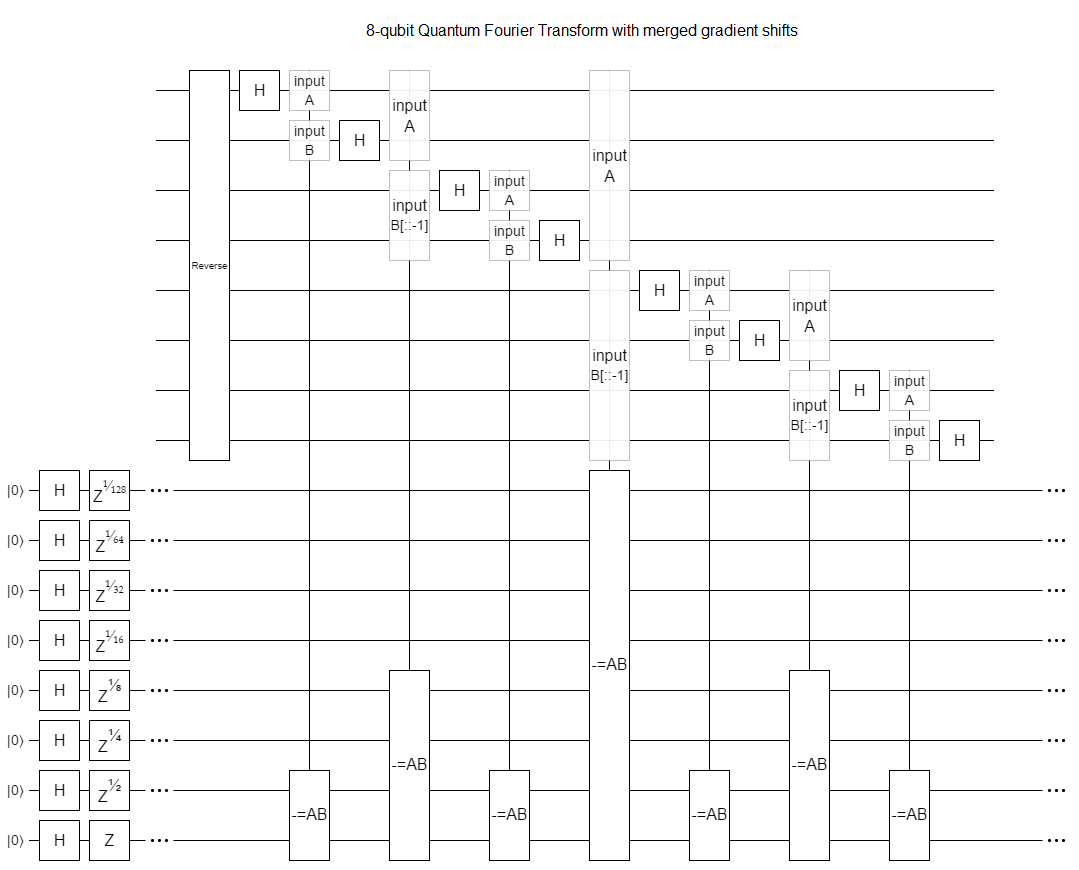 8-qubit Quantum Fourier Transform with merged gradient shifts
H input A input A input A
input B H
input B[::-1] H input A
Reverse input B H
input B[::-1] H input A input A
input B H
input B[::-1] H input A
input B H
|0⟩ H Z^1/128 ...  ...
|0⟩ H Z^1/64 ...  ...
|0⟩ H Z^1/32 ...  ...
|0⟩ H Z^1/16 ... -=AB ...
|0⟩ H Z^1/8 ...  ...
|0⟩ H Z^1/4 ... -=AB -=AB ...
|0⟩ H Z^1/2 ... -=AB -=AB -=AB -=AB ...
|0⟩ H Z ...  ...